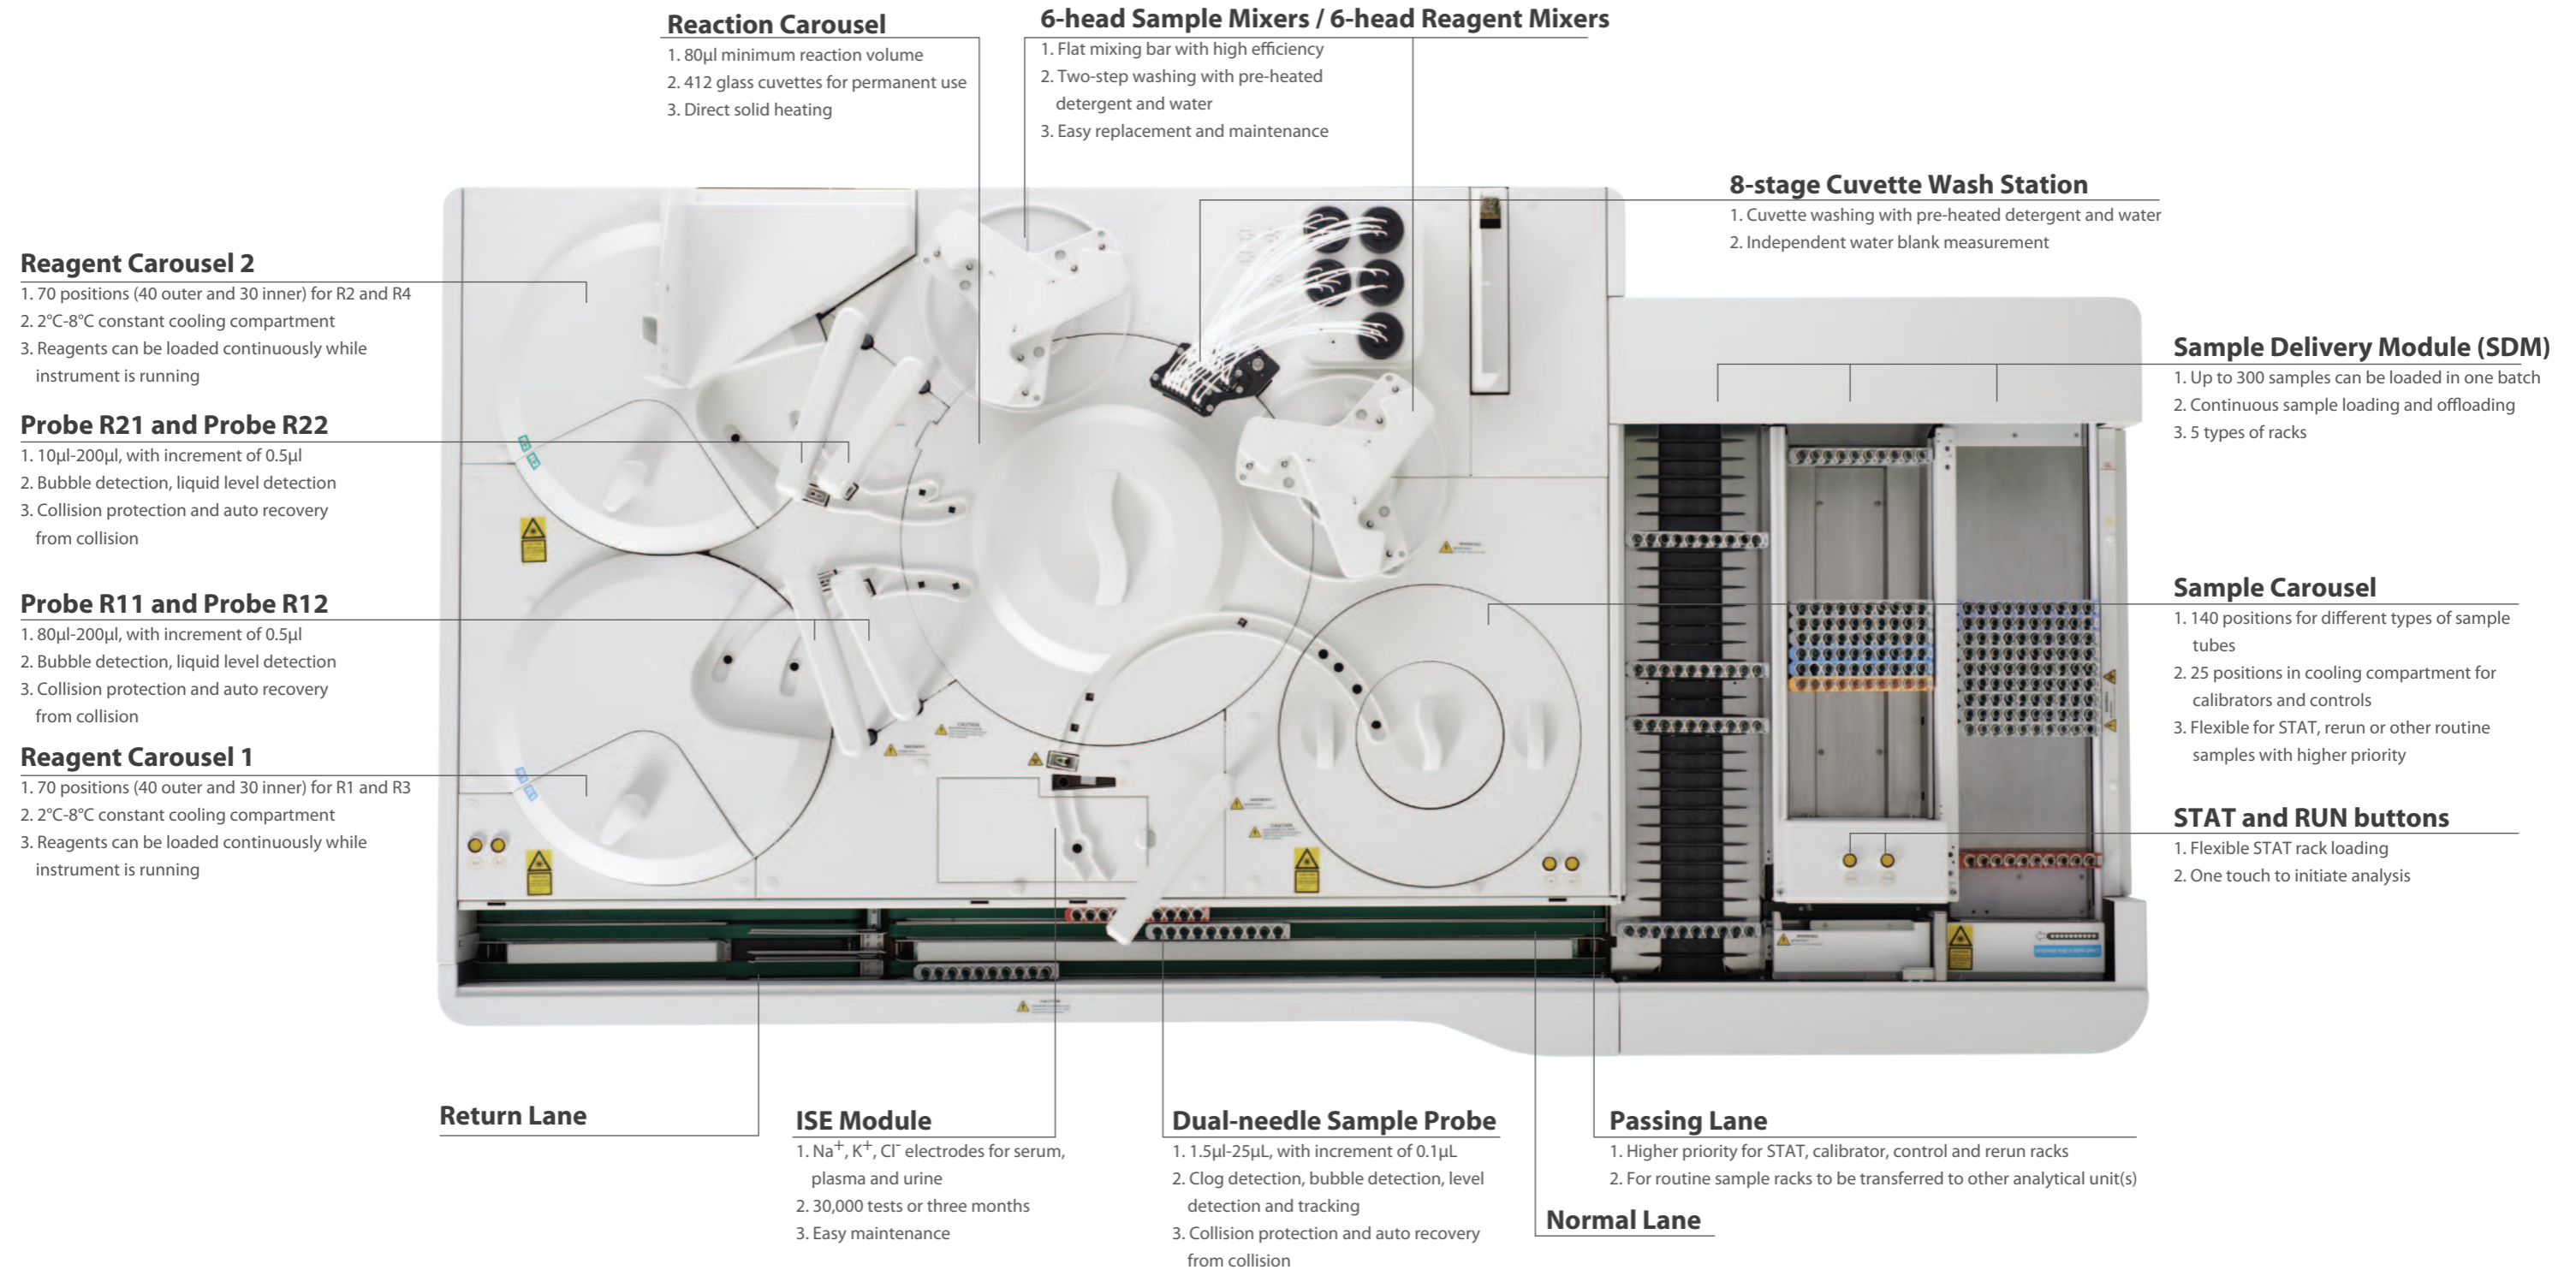 Reaction Carousel
1. 80μl minimum reaction volume
2. 412 glass cuvettes for permanent use
3. Direct solid heating
6-head Sample Mixers / 6-head Reagent Mixers
1. Flat mixing bar with high efficiency
2. Two-step washing with pre-heated
detergent and water
3. Easy replacement and maintenance
8-stage Cuvette Wash Station
1. Cuvette washing with pre-heated detergent and water
2. Independent water blank measurement
Reagent Carousel 2
1. 70 positions (40 outer and 30 inner) for R2 and R4
2. 2°C-8°C constant cooling compartment
3. Reagents can be loaded continuously while
instrument is running
Probe R21 and Probe R22
1. 10μl-200μl, with increment of 0.5μl
2. Bubble detection, liquid level detection
3. Collision protection and auto recovery
from collision
Probe R11 and Probe R12
1. 80μl-200μl, with increment of 0.5μl
2. Bubble detection, liquid level detection
3. Collision protection and auto recovery
from collision
Reagent Carousel 1
1. 70 positions (40 outer and 30 inner) for R1 and R3
2. 2°C-8°C constant cooling compartment
3. Reagents can be loaded continuously while
instrument is running
Sample Delivery Module (SDM)
1. Up to 300 samples can be loaded in one batch
2. Continuous sample loading and offloading
3. 5 types of racks
Sample Carousel
1. 140 positions for different types of sample
tubes
2. 25 positions in cooling compartment for
calibrators and controls
3. Flexible for STAT, rerun or other routine
samples with higher priority
STAT and RUN buttons
1. Flexible STAT rack loading
2. One touch to initiate analysis
Return Lane
ISE Module
1. Na⁺, K⁺, Cl⁻ electrodes for serum,
plasma and urine
2. 30,000 tests or three months
3. Easy maintenance
Dual-needle Sample Probe
1. 1.5μl-25μL, with increment of 0.1μL
2. Clog detection, bubble detection, level
detection and tracking
3. Collision protection and auto recovery
from collision
Passing Lane
1. Higher priority for STAT, calibrator, control and rerun racks
2. For routine sample racks to be transferred to other analytical unit(s)
Normal Lane